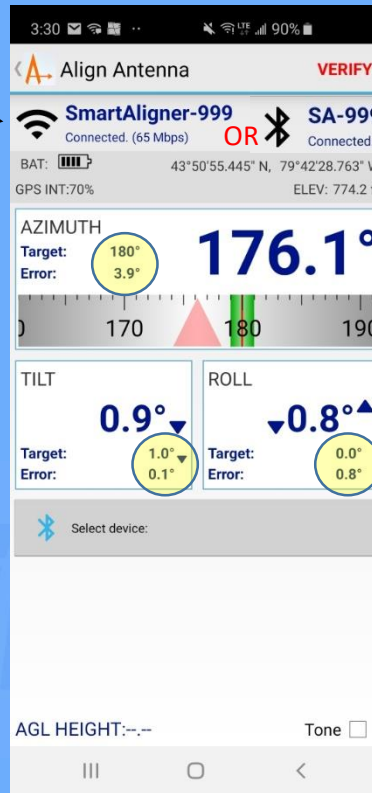 3:30 90%
Align Antenna VERIFY
SmartAligner-999 OR SA-999
Connected. (65 Mbps) Connected
BAT: 43°50'55.445" N, 79°42'28.763" W
GPS INT:70% ELEV: 774.2
AZIMUTH
Target: 180°
Error: 3.9°
176.1°
170 180 190
TILT
0.9°
Target: 1.0°
Error: 0.1°
ROLL
0.8°
Target: 0.0°
Error: 0.8°
Select device:
AGL HEIGHT:--.-- Tone